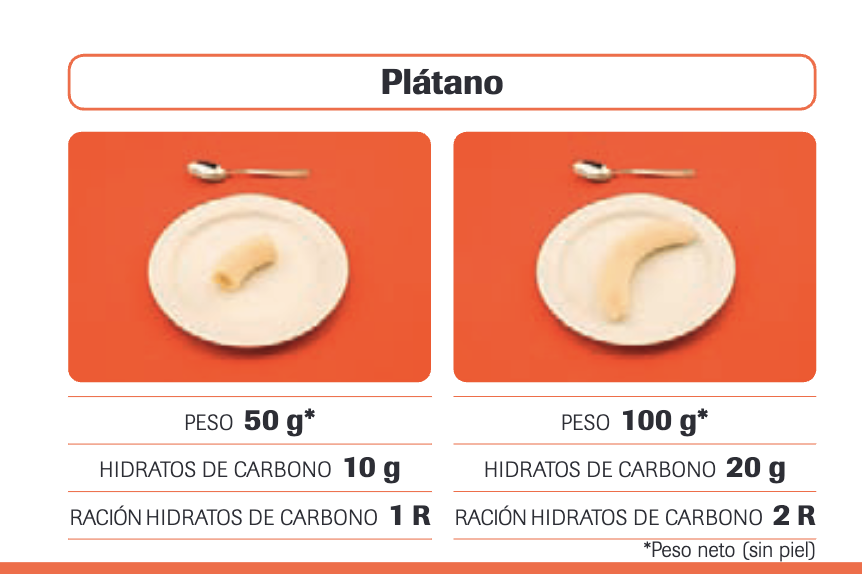 Plátano
PESO 50 g*
HIDRATOS DE CARBONO 10 g
RACIÓN HIDRATOS DE CARBONO 1 R
PESO 100 g*
HIDRATOS DE CARBONO 20 g
RACIÓN HIDRATOS DE CARBONO 2 R
*Peso neto (sin piel)